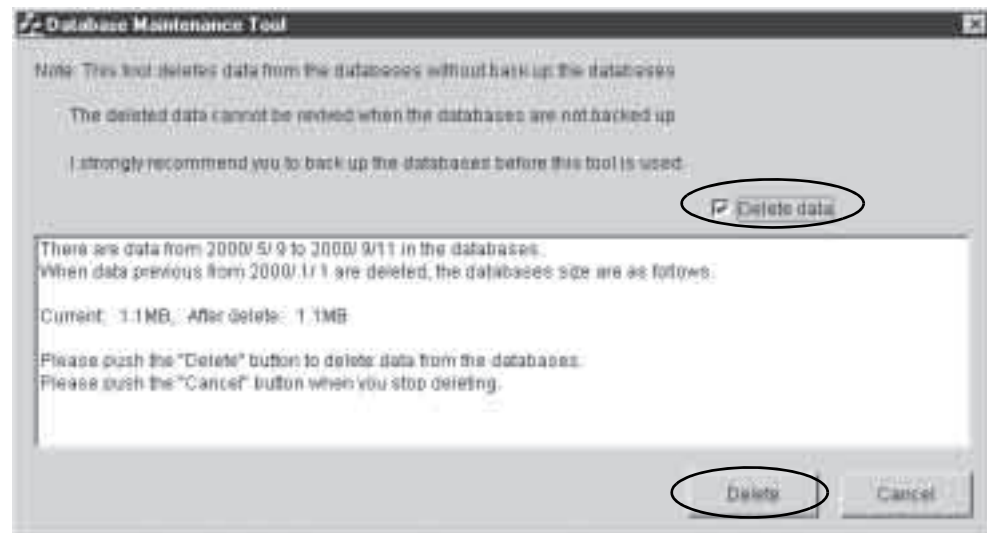 Database Maintenance Tool
Note: This tool deletes data from the databases without back up the databases
The deleted data cannot be revived when the databases are not backed up
I strongly recommend you to back up the databases before this tool is used.
Delete data
There are data from 2000/ 5/ 9 to 2000/ 9/11 in the databases.
When data previous from 2000/ 1/ 1 are deleted, the databases size are as follows.
Current: 1.1MB, After delete: 1.1MB
Please push the "Delete" button to delete data from the databases.
Please push the "Cancel" button when you stop deleting.
Delete
Cancel